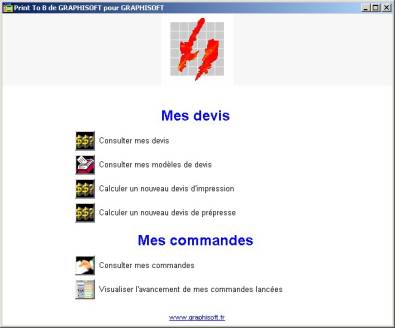 Print To B de GRAPHISOFT pour GRAPHISOFT
Mes devis
Consulter mes devis
Consulter mes modèles de devis
Calculer un nouveau devis d'impression
Calculer un nouveau devis de prépresse
Mes commandes
Consulter mes commandes
Visualiser l'avancement de mes commandes lancées
www.graphisoft.fr